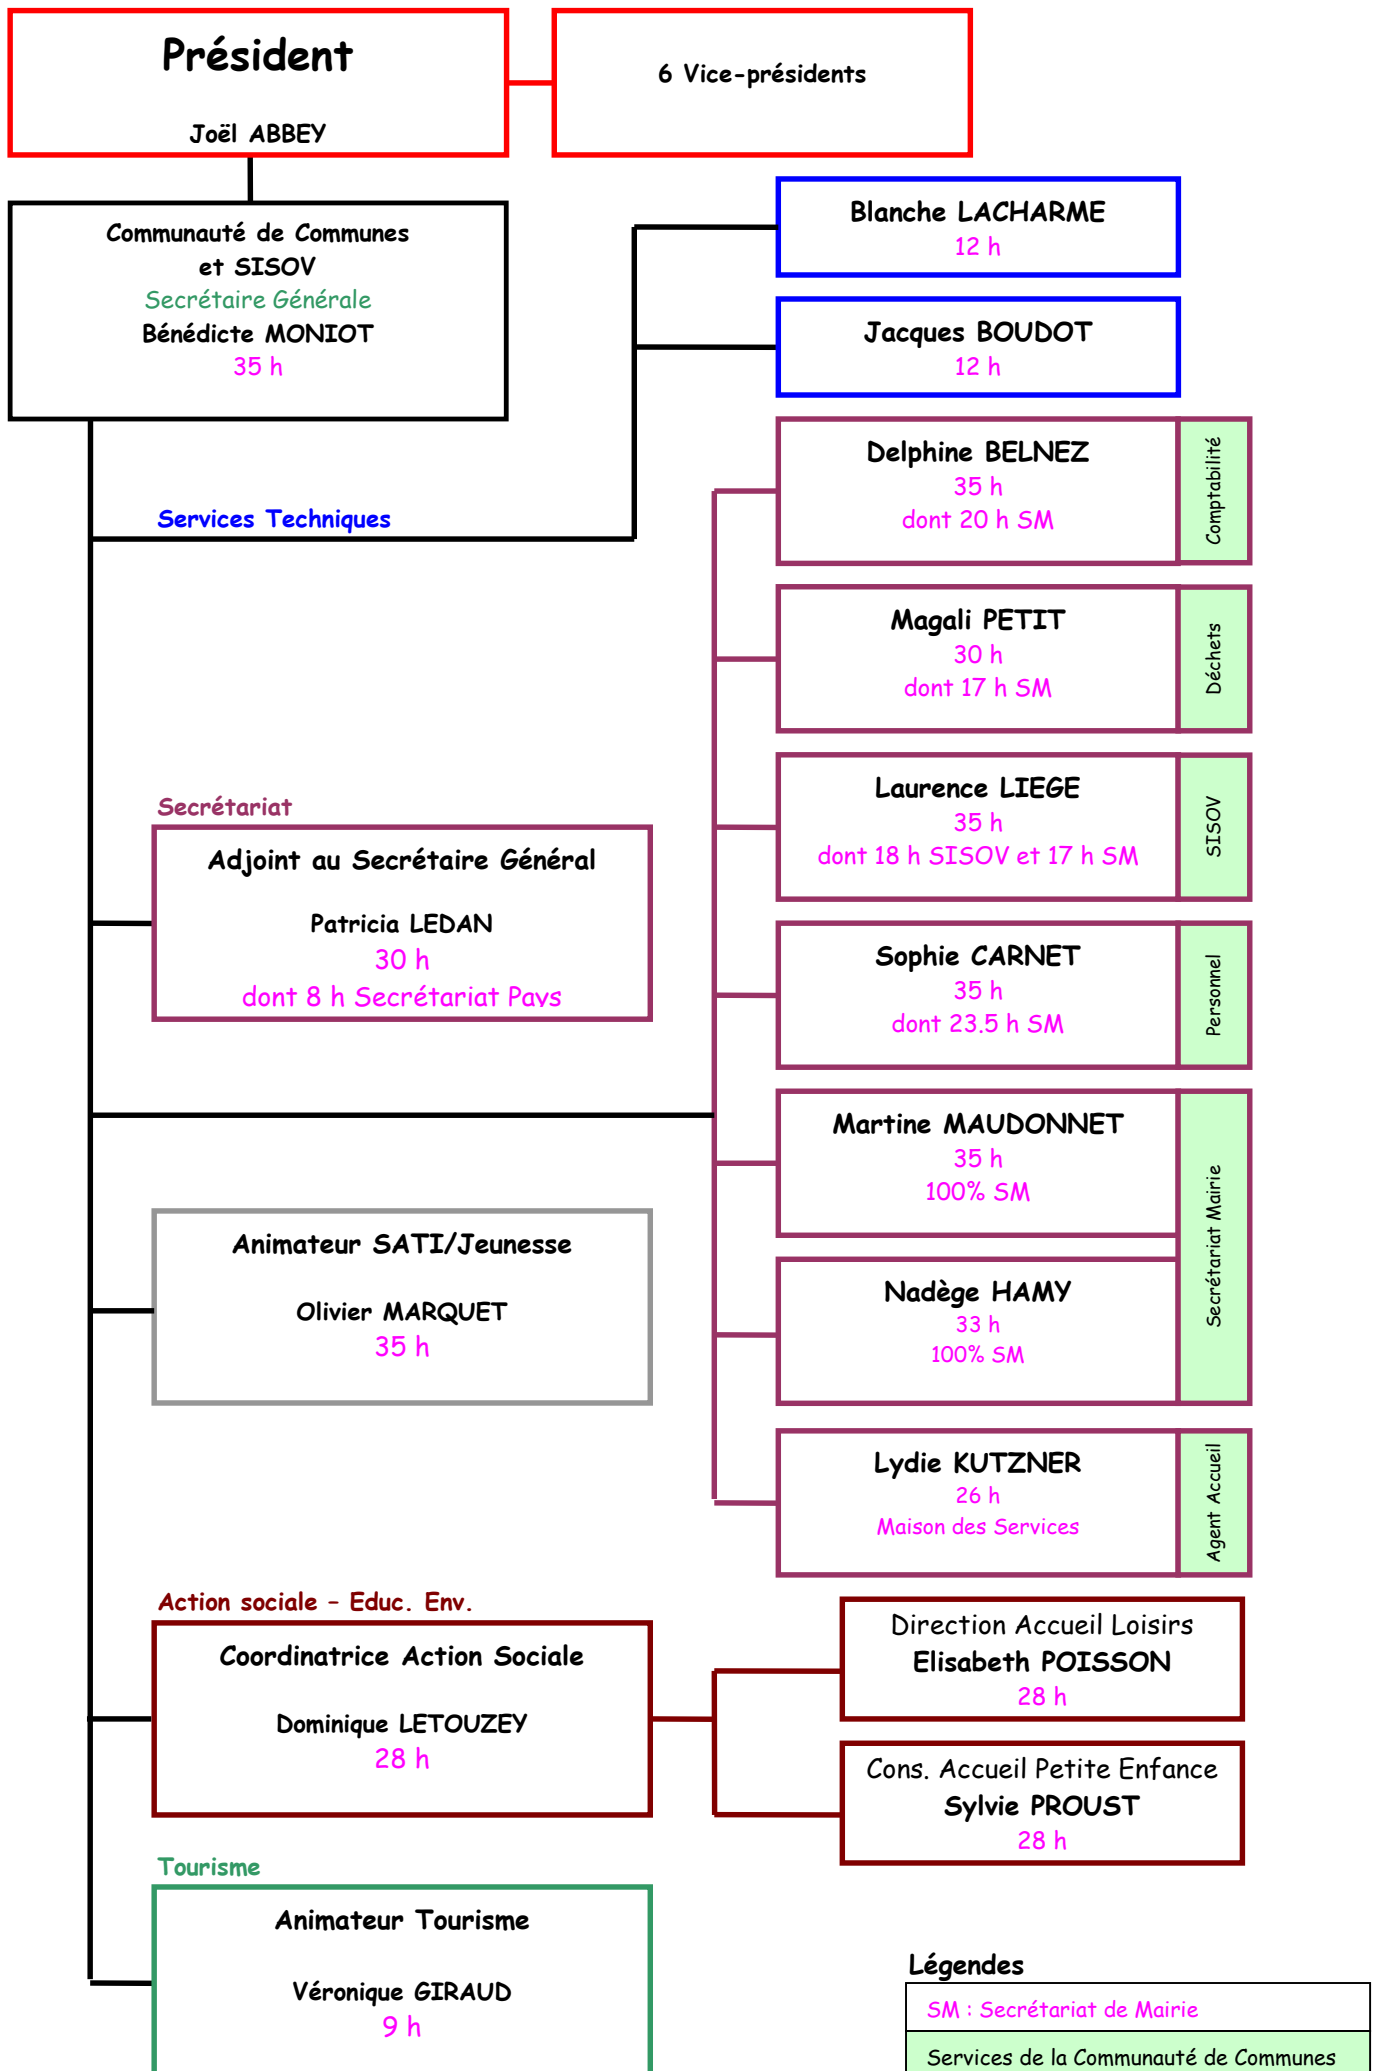 Président
Joël ABBEY
6 Vice-présidents
Communauté de Communes
et SISOV
Secrétaire Générale
Bénédicte MONIOT
35 h
Services Techniques
Blanche LACHARME
12 h
Jacques BOUDOT
12 h
Delphine BELNEZ
35 h
dont 20 h SM
Comptabilité
Magali PETIT
30 h
dont 17 h SM
Déchets
Laurence LIEGE
35 h
dont 18 h SISOV et 17 h SM
SISOV
Secrétariat
Adjoint au Secrétaire Général
Patricia LEDAN
30 h
dont 8 h Secrétariat Pays
Sophie CARNET
35 h
dont 23.5 h SM
Personnel
Martine MAUDONNET
35 h
100% SM
Nadège HAMY
33 h
100% SM
Secrétariat Mairie
Animateur SATI/Jeunesse
Olivier MARQUET
35 h
Lydie KUTZNER
26 h
Maison des Services
Agent Accueil
Action sociale – Educ. Env.
Coordinatrice Action Sociale
Dominique LETOUZEY
28 h
Direction Accueil Loisirs
Elisabeth POISSON
28 h
Cons. Accueil Petite Enfance
Sylvie PROUST
28 h
Tourisme
Animateur Tourisme
Véronique GIRAUD
9 h
Légendes
SM : Secrétariat de Mairie
Services de la Communauté de Communes